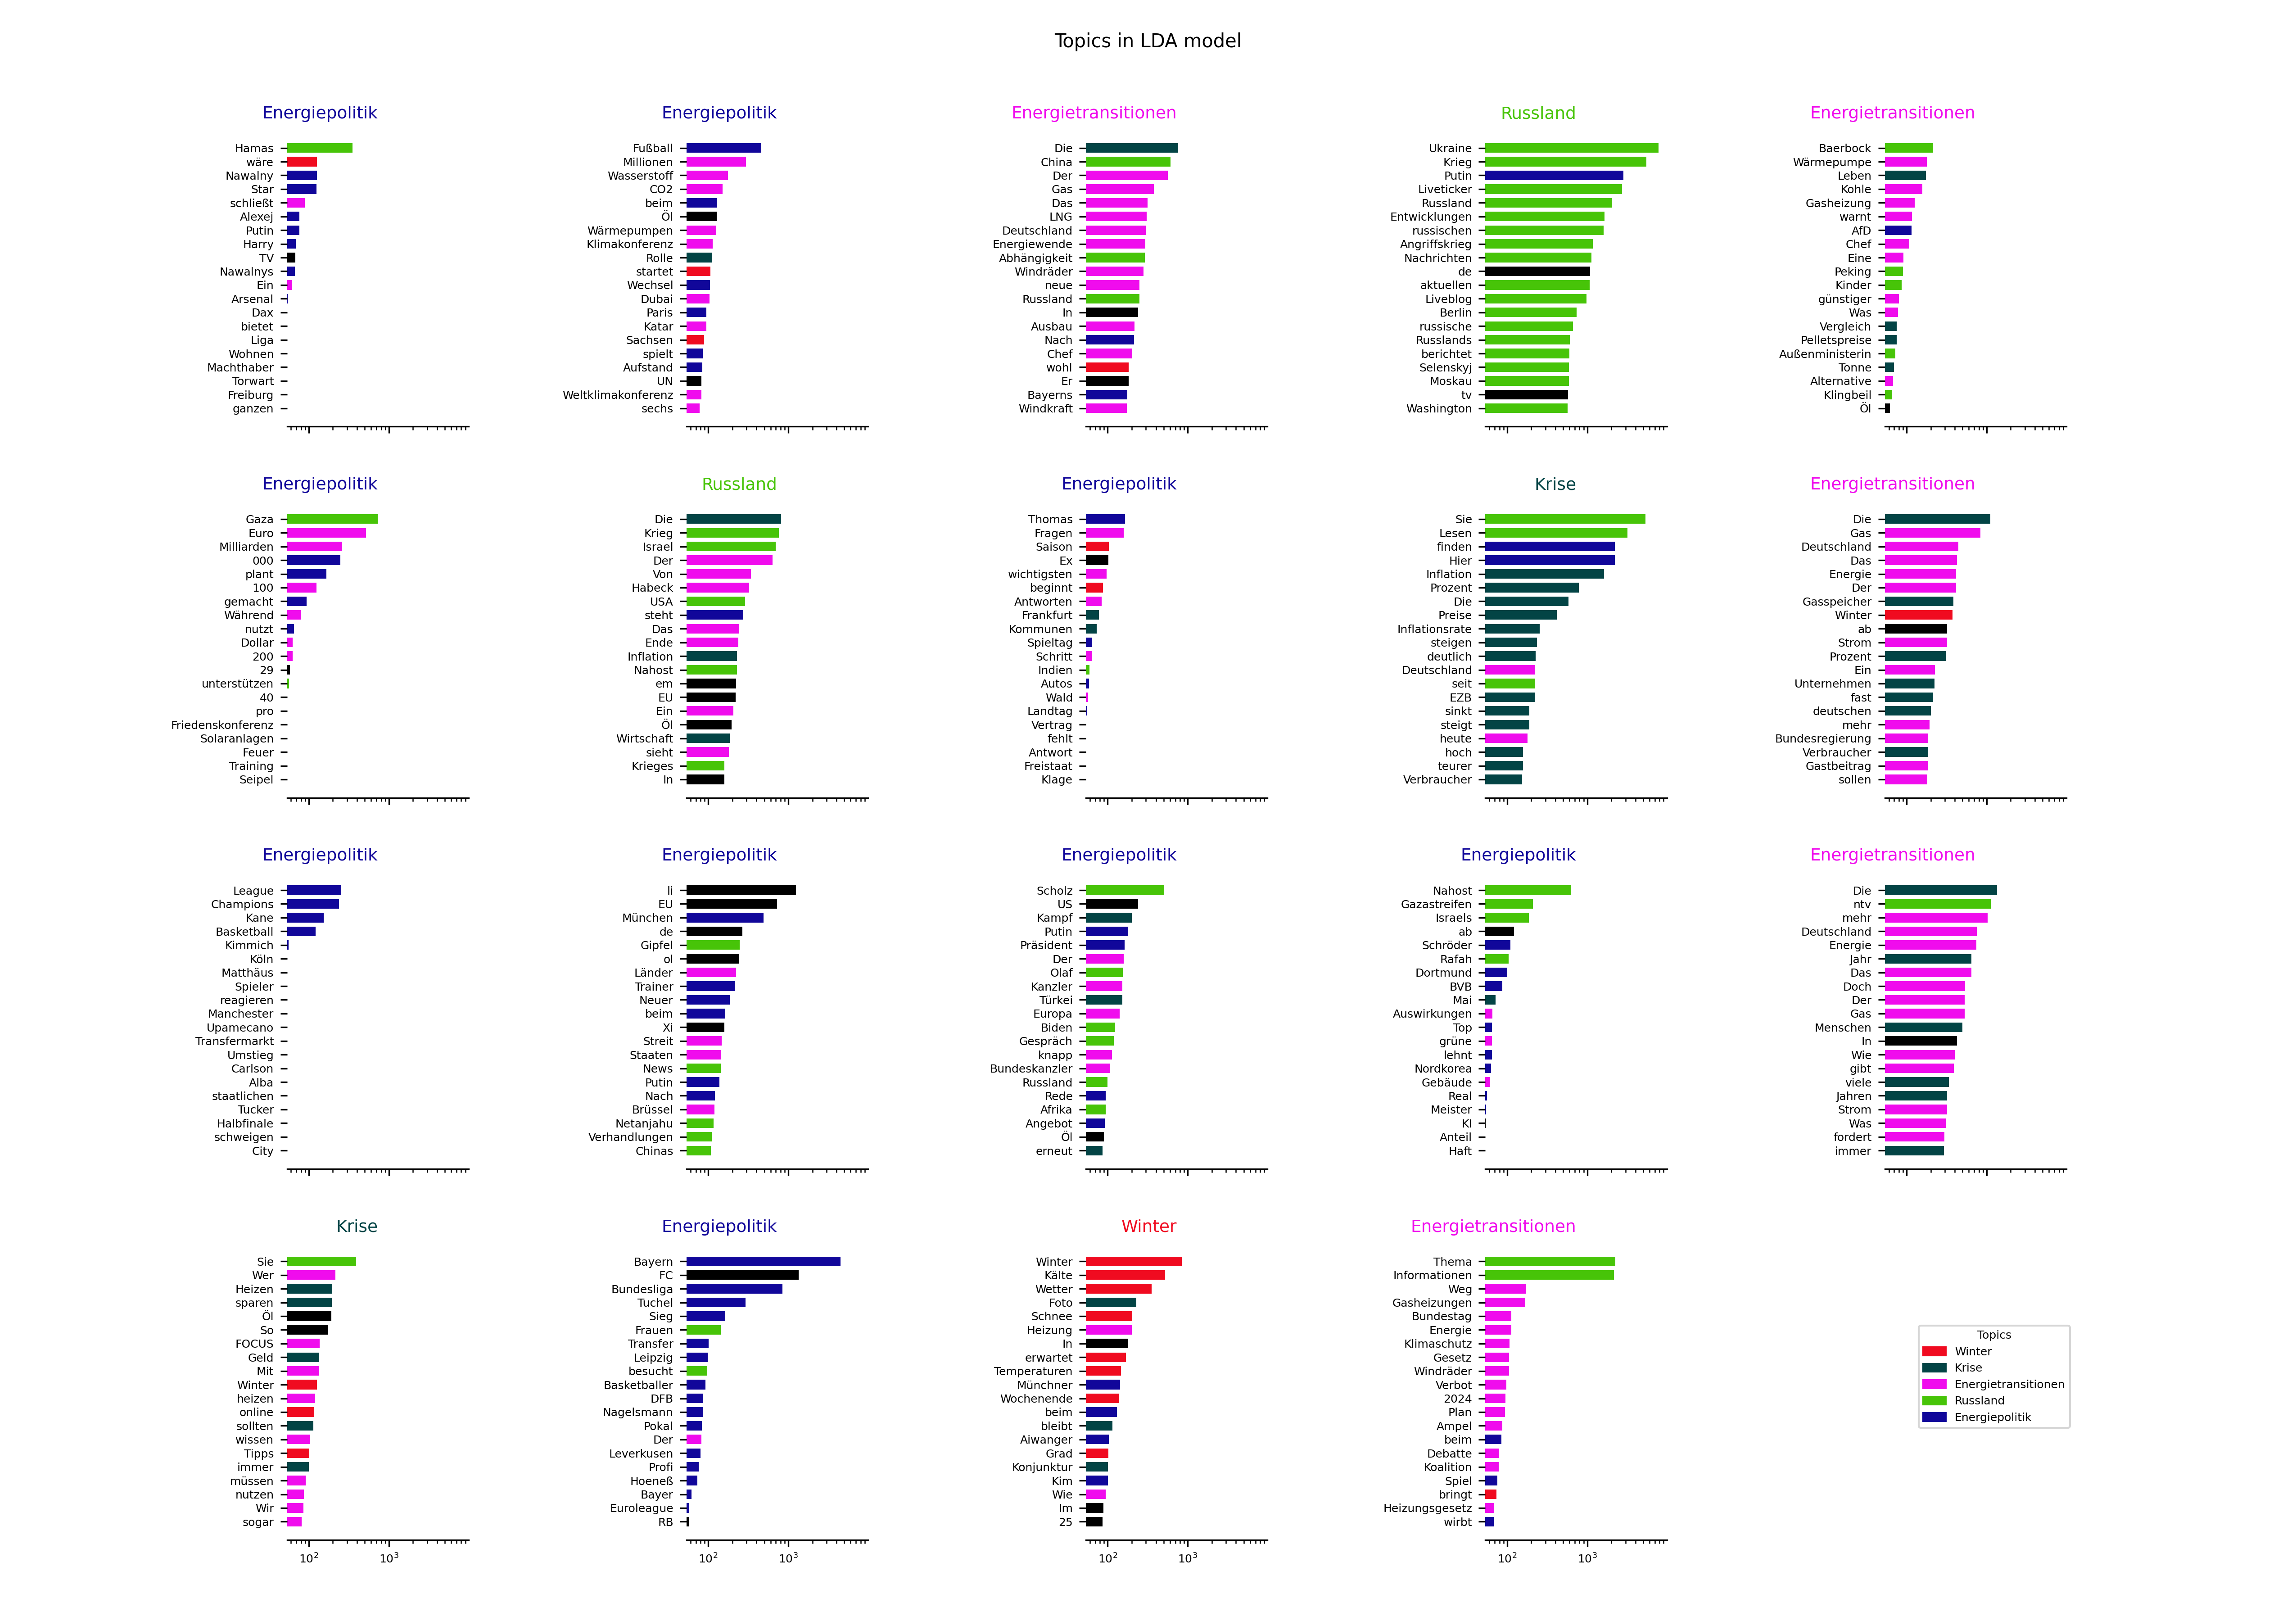 Topics in LDA model
Energiepolitik
Hamas
wäre
Nawalny
Star
schließt
Alexej
Putin
Harry
TV
Nawalnys
Ein
Arsenal
Dax
bietet
Liga
Wohnen
Machthaber
Torwart
Freiburg
ganzen
Energiepolitik
Fußball
Millionen
Wasserstoff
CO2
beim
Öl
Wärmepumpen
Klimakonferenz
Rolle
startet
Wechsel
Dubai
Paris
Katar
Sachsen
spielt
Aufstand
UN
Weltklimakonferenz
sechs
Energietransitionen
Die
China
Der
Gas
Das
LNG
Deutschland
Energiewende
Abhängigkeit
Windräder
neue
Russland
In
Ausbau
Nach
Chef
wohl
Er
Bayerns
Windkraft
Russland
Ukraine
Krieg
Putin
Liveticker
Russland
Entwicklungen
russischen
Angriffskrieg
Nachrichten
de
aktuellen
Liveblog
Berlin
russische
Russlands
berichtet
Selenskyj
Moskau
tv
Washington
Energietransitionen
Baerbock
Wärmepumpe
Leben
Kohle
Gasheizung
warnt
AfD
Chef
Eine
Peking
Kinder
günstiger
Was
Vergleich
Pelletspreise
Außenministerin
Tonne
Alternative
Klingbeil
Öl
Energiepolitik
Gaza
Euro
Milliarden
000
plant
100
gemacht
Während
nutzt
Dollar
200
29
unterstützen
40
pro
Friedenskonferenz
Solaranlagen
Feuer
Training
Seipel
Russland
Die
Krieg
Israel
Der
Von
Habeck
USA
steht
Das
Ende
Inflation
Nahost
em
EU
Ein
Öl
Wirtschaft
sieht
Krieges
In
Energiepolitik
Thomas
Fragen
Saison
Ex
wichtigsten
beginnt
Antworten
Frankfurt
Kommunen
Spieltag
Schritt
Indien
Autos
Wald
Landtag
Vertrag
fehlt
Antwort
Freistaat
Klage
Krise
Sie
Lesen
finden
Hier
Inflation
Prozent
Die
Preise
Inflationsrate
steigen
deutlich
Deutschland
seit
EZB
sinkt
steigt
heute
hoch
teurer
Verbraucher
Energietransitionen
Die
Gas
Deutschland
Das
Energie
Der
Gasspeicher
Winter
ab
Strom
Prozent
Ein
Unternehmen
fast
deutschen
mehr
Bundesregierung
Verbraucher
Gastbeitrag
sollen
Energiepolitik
League
Champions
Kane
Basketball
Kimmich
Köln
Matthäus
Spieler
reagieren
Manchester
Upamecano
Transfermarkt
Umstieg
Carlson
Alba
staatlichen
Tucker
Halbfinale
schweigen
City
Energiepolitik
li
EU
München
de
Gipfel
ol
Länder
Trainer
Neuer
beim
Xi
Streit
Staaten
News
Putin
Nach
Brüssel
Netanjahu
Verhandlungen
Chinas
Energiepolitik
Scholz
US
Kampf
Putin
Präsident
Der
Olaf
Kanzler
Türkei
Europa
Biden
Gespräch
knapp
Bundeskanzler
Russland
Rede
Afrika
Angebot
Öl
erneut
Energiepolitik
Nahost
Gazastreifen
Israels
ab
Schröder
Rafah
Dortmund
BVB
Mai
Auswirkungen
Top
grüne
lehnt
Nordkorea
Gebäude
Real
Meister
KI
Anteil
Haft
Energietransitionen
Die
ntv
mehr
Deutschland
Energie
Jahr
Das
Doch
Der
Gas
Menschen
In
Wie
gibt
viele
Jahren
Strom
Was
fordert
immer
Krise
Sie
Wer
Heizen
sparen
Öl
So
FOCUS
Geld
Mit
Winter
heizen
online
sollten
wissen
Tipps
immer
müssen
nutzen
Wir
sogar
10² 10³
Energiepolitik
Bayern
FC
Bundesliga
Tuchel
Sieg
Frauen
Transfer
Leipzig
besucht
Basketballer
DFB
Nagelsmann
Pokal
Der
Leverkusen
Profi
Hoeneß
Bayer
Euroleague
RB
10² 10³
Winter
Winter
Kälte
Wetter
Foto
Schnee
Heizung
In
erwartet
Temperaturen
Münchner
Wochenende
beim
bleibt
Aiwanger
Grad
Konjunktur
Kim
Wie
Im
25
10² 10³
Energietransitionen
Thema
Informationen
Weg
Gasheizungen
Bundestag
Energie
Klimaschutz
Gesetz
Windräder
Verbot
2024
Plan
Ampel
beim
Debatte
Koalition
Spiel
bringt
Heizungsgesetz
wirbt
10² 10³
Topics
Winter
Krise
Energietransitionen
Russland
Energiepolitik